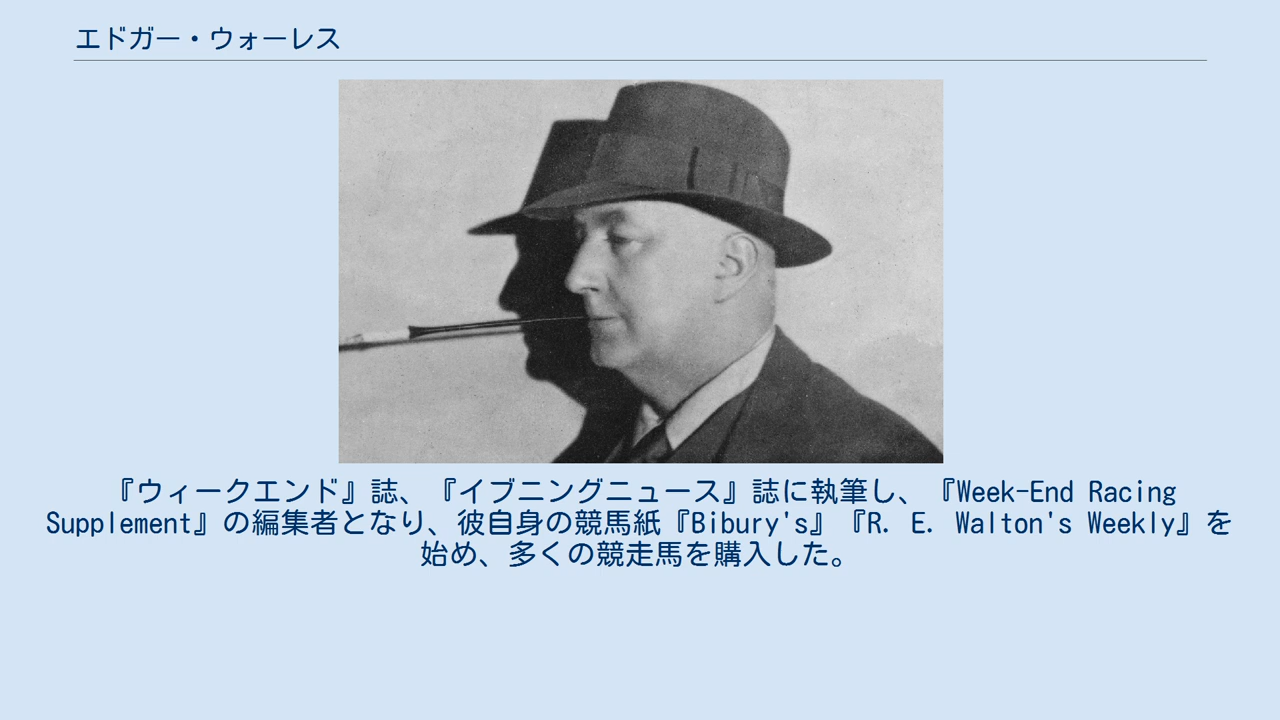 エドガー・ウォーレス
『ウィークエンド』誌、『イブニングニュース』誌に執筆し、『Week-End Racing
Supplement』の編集者となり、彼自身の競馬紙『Bibury's』『R. E. Walton's Weekly』を
始め、多くの競走馬を購入した。